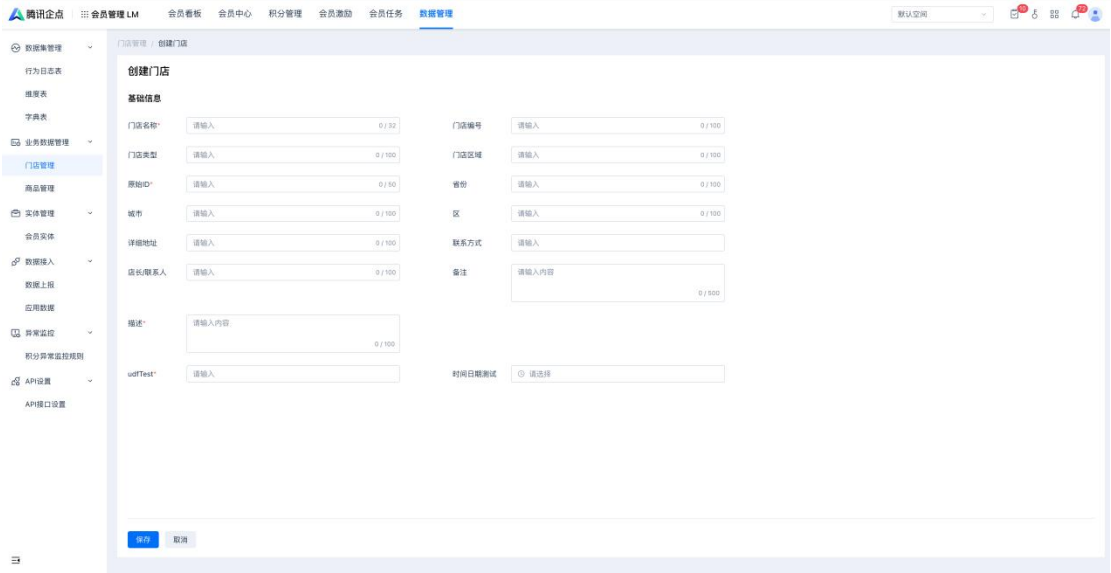 腾讯企点 会员管理 LM 会员看板 会员中心 积分管理 会员激励 会员任务 数据管理 默认空间 10 72
数据集管理
行为日志表
维度表
字典表
业务数据管理
门店管理
商品管理
实体管理
会员实体
数据接入
数据上报
应用数据
异常监控
积分异常监控规则
API设置
API接口设置
门店管理 / 创建门店
创建门店
基础信息
门店名称* 请输入 0 / 32 门店编号 请输入 0 / 100
门店类型 请输入 0 / 100 门店区域 请输入 0 / 100
原始ID* 请输入 0 / 50 省份 请输入 0 / 100
城市 请输入 0 / 100 区 请输入 0 / 100
详细地址 请输入 0 / 100 联系方式 请输入
店长/联系人 请输入 0 / 100 备注 请输入内容
0 / 500
描述* 请输入内容
0 / 100
udfTest* 请输入 时间日期测试 请选择
保存 取消